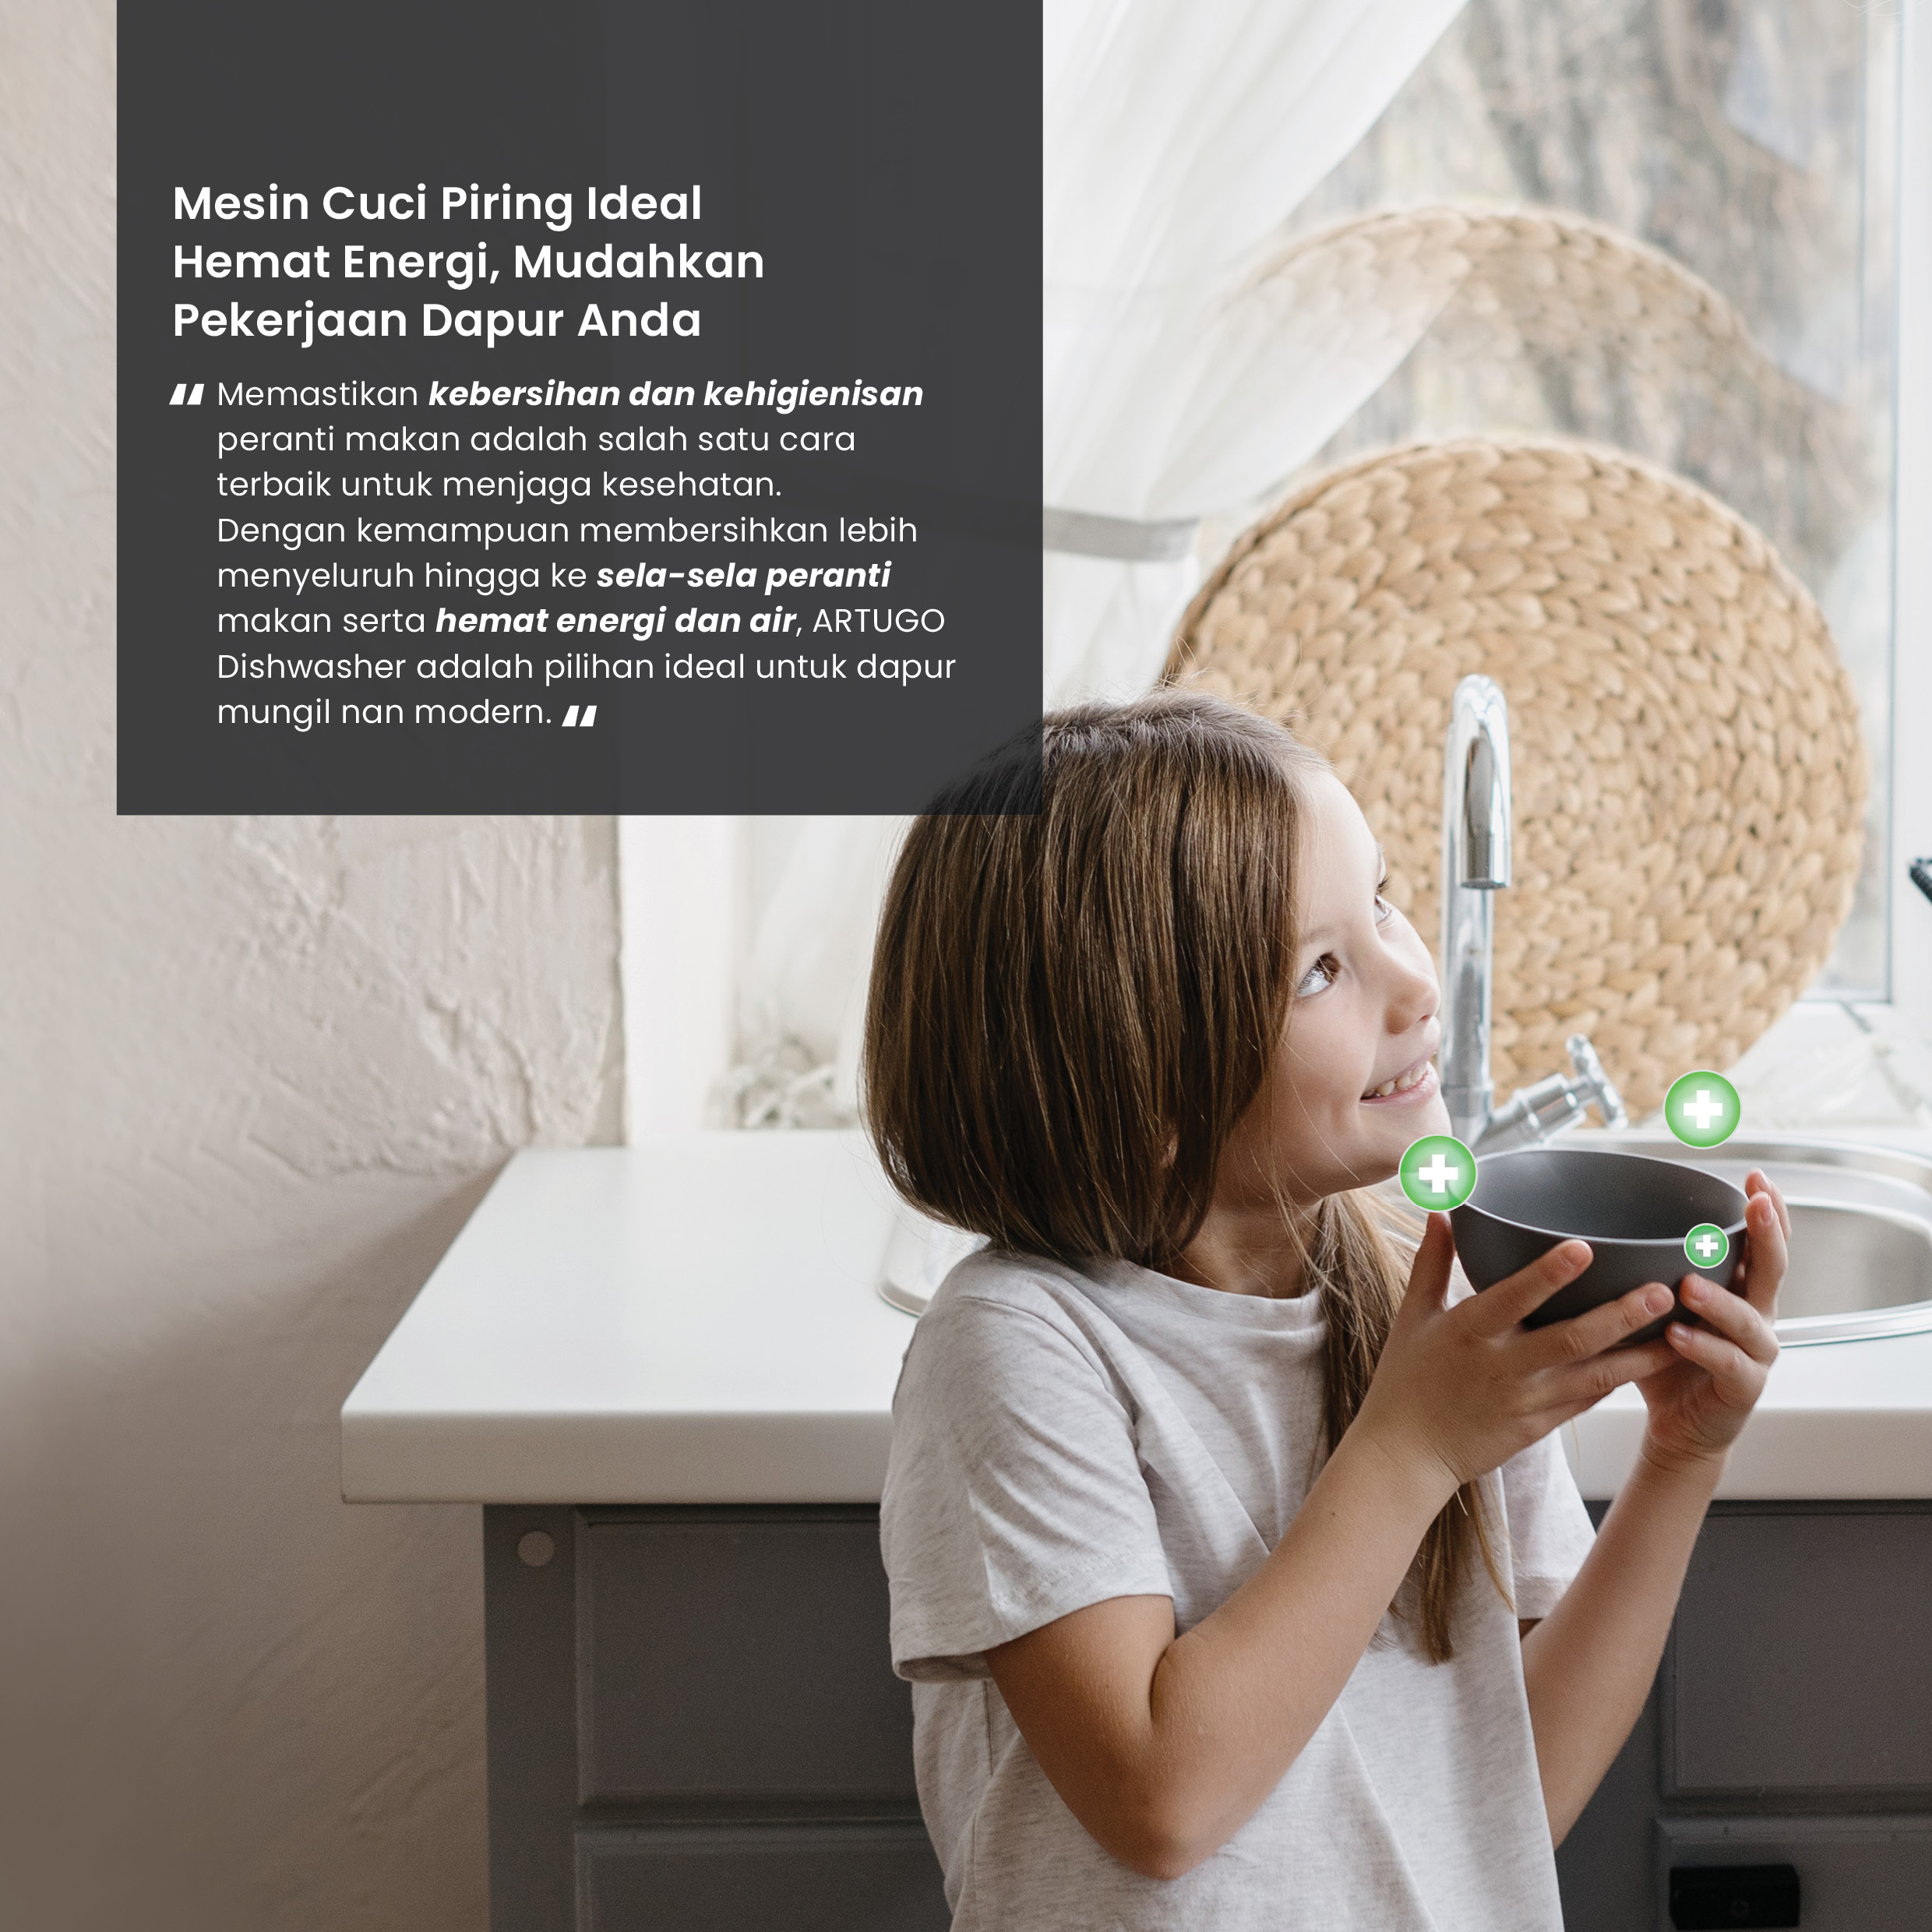 Mesin Cuci Piring Ideal
Hemat Energi, Mudahkan
Pekerjaan Dapur Anda
" Memastikan kebersihan dan kehigienisan
peranti makan adalah salah satu cara
terbaik untuk menjaga kesehatan.
Dengan kemampuan membersihkan lebih
menyeluruh hingga ke sela-sela peranti
makan serta hemat energi dan air, ARTUGO
Dishwasher adalah pilihan ideal untuk dapur
mungil nan modern. "